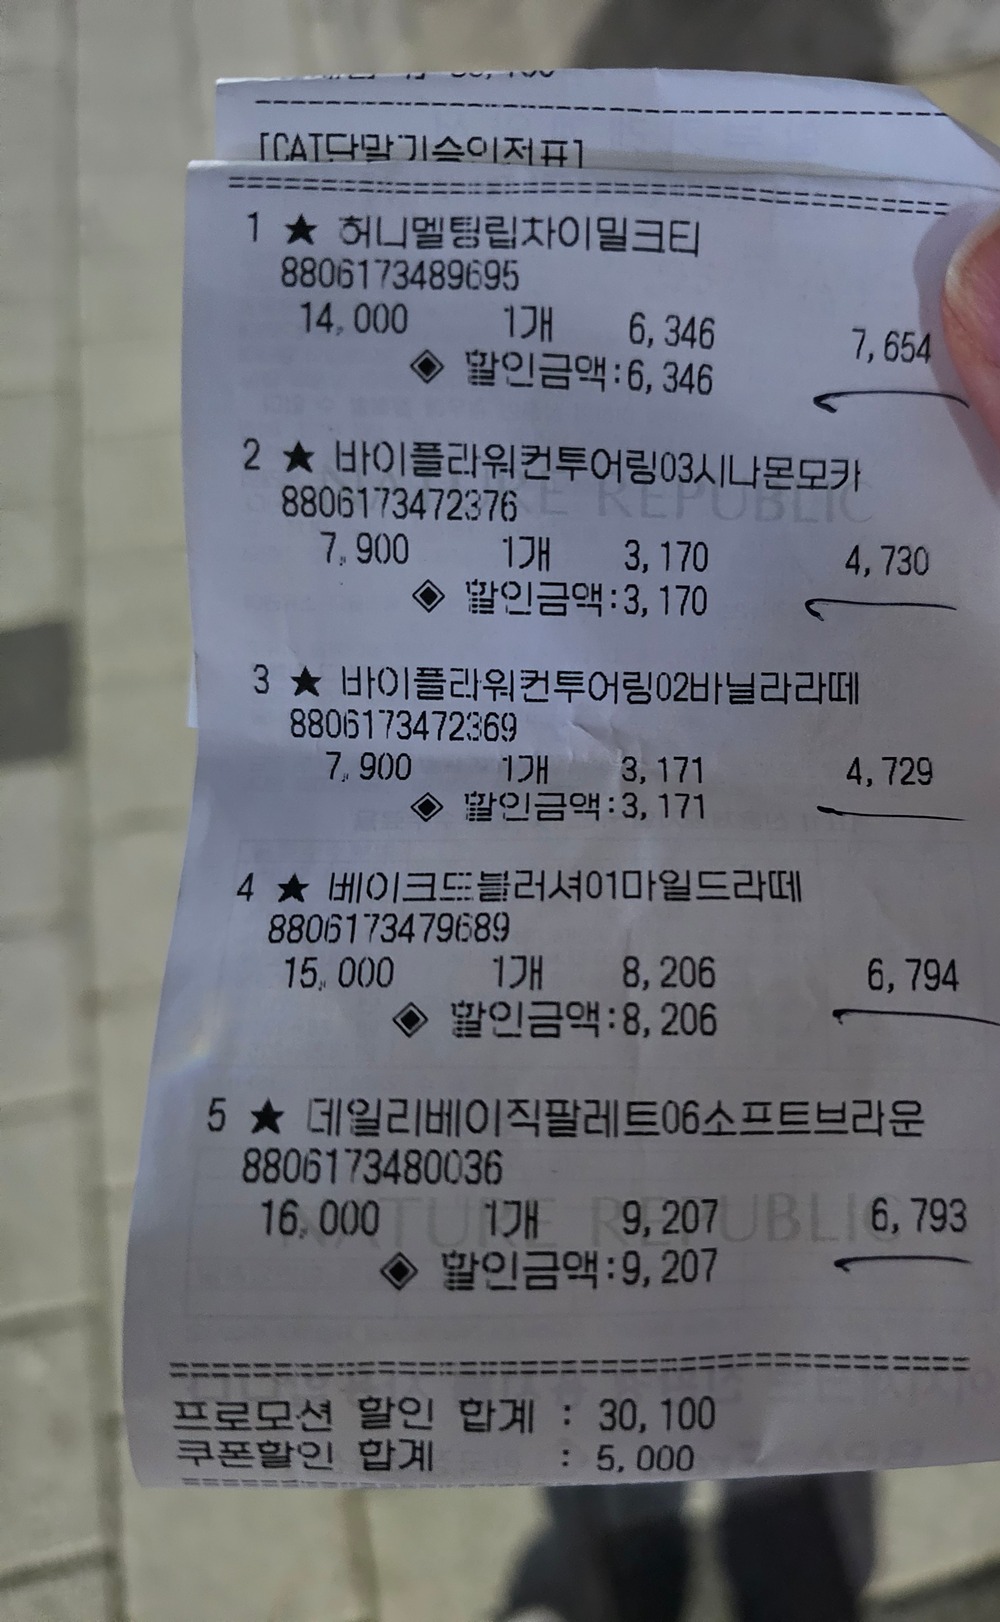 [CAT단말기승인전표]
1 ★ 허니멜팅립차이밀크티
8806173489695
14,000 1개 6,346 7,654
◈ 할인금액:6,346
2 ★ 바이플라워컨투어링03시나몬모카
8806173472376
7,900 1개 3,170 4,730
◈ 할인금액:3,170
3 ★ 바이플라워컨투어링02바닐라라떼
8806173472369
7,900 1개 3,171 4,729
◈ 할인금액:3,171
4 ★ 베이크드블러셔01마일드라떼
8806173479689
15,000 1개 8,206 6,794
◈ 할인금액:8,206
5 ★ 데일리베이직팔레트06소프트브라운
8806173480036
16,000 1개 9,207 6,793
◈ 할인금액:9,207
NATURE REPUBLIC
프로모션 할인 합계 : 30,100
쿠폰할인 합계 : 5,000